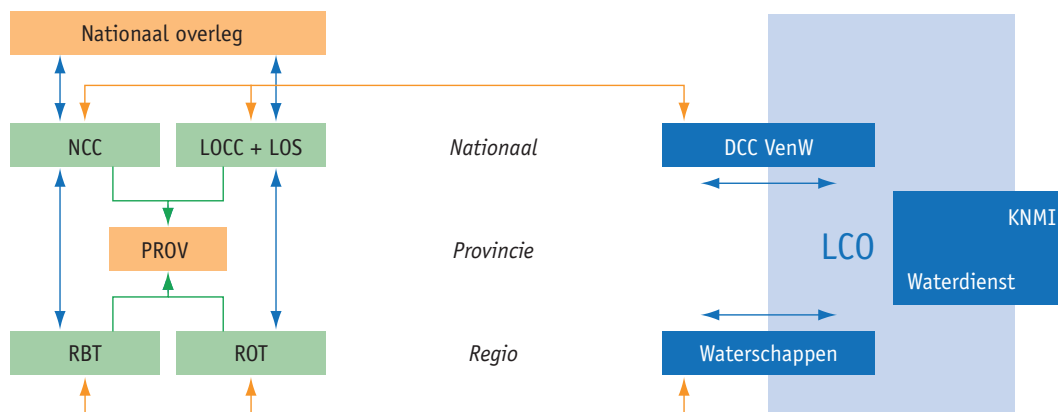 Nationaal overleg
NCC
LOCC + LOS
Nationaal
DCC VenW
KNMI
PROV
Provincie
LCO
Waterdienst
RBT
ROT
Regio
Waterschappen